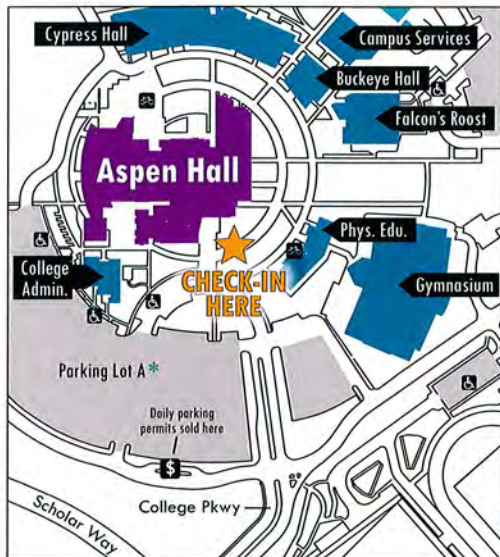 Cypress Hall
Campus Services
Buckeye Hall
Falcon's Roost
Aspen Hall
Phys. Edu.
College
Admin.
CHECK-IN
HERE
Gymnasium
Parking Lot A*
Daily parking
permits sold here
$
College Pkwy
Scholar Way